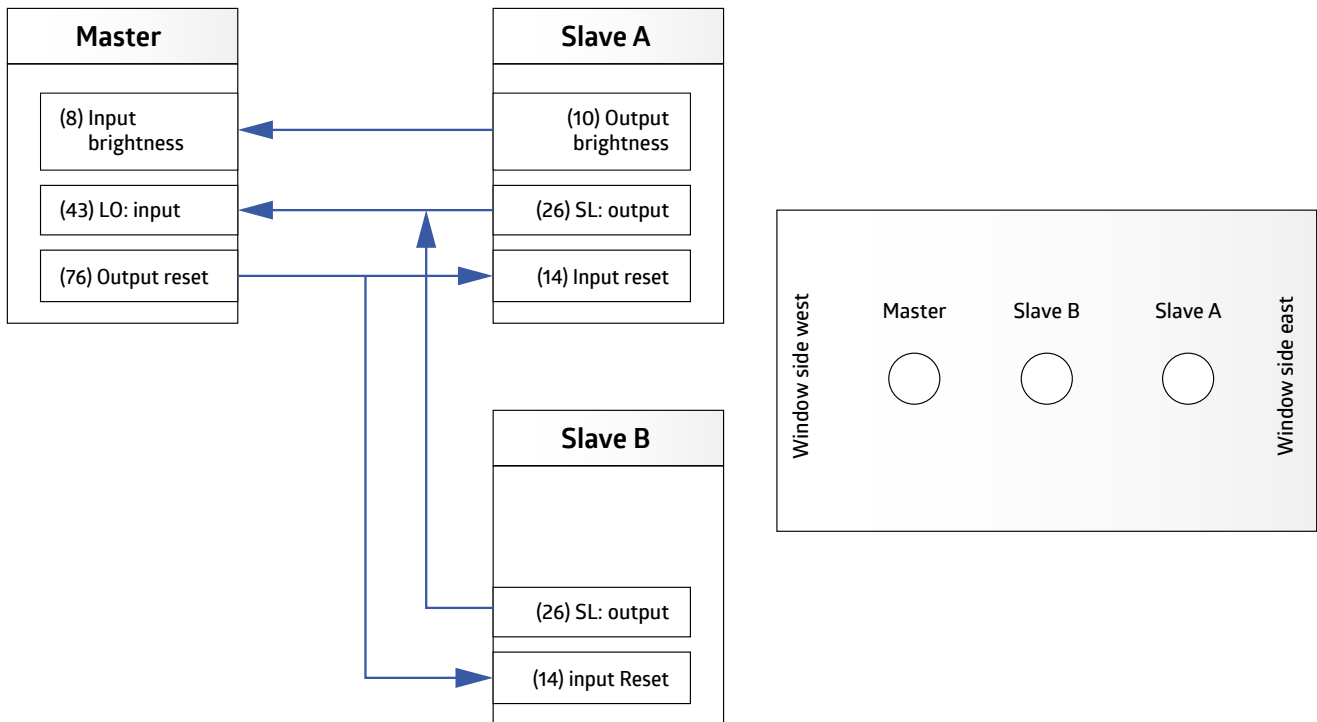 Master
(8) Input
brightness
(43) LO: input
(76) Output reset
Slave A
(10) Output
brightness
(26) SL: output
(14) Input reset
Slave B
(26) SL: output
(14) input Reset
Window side west
Master
Slave B
Slave A
Window side east